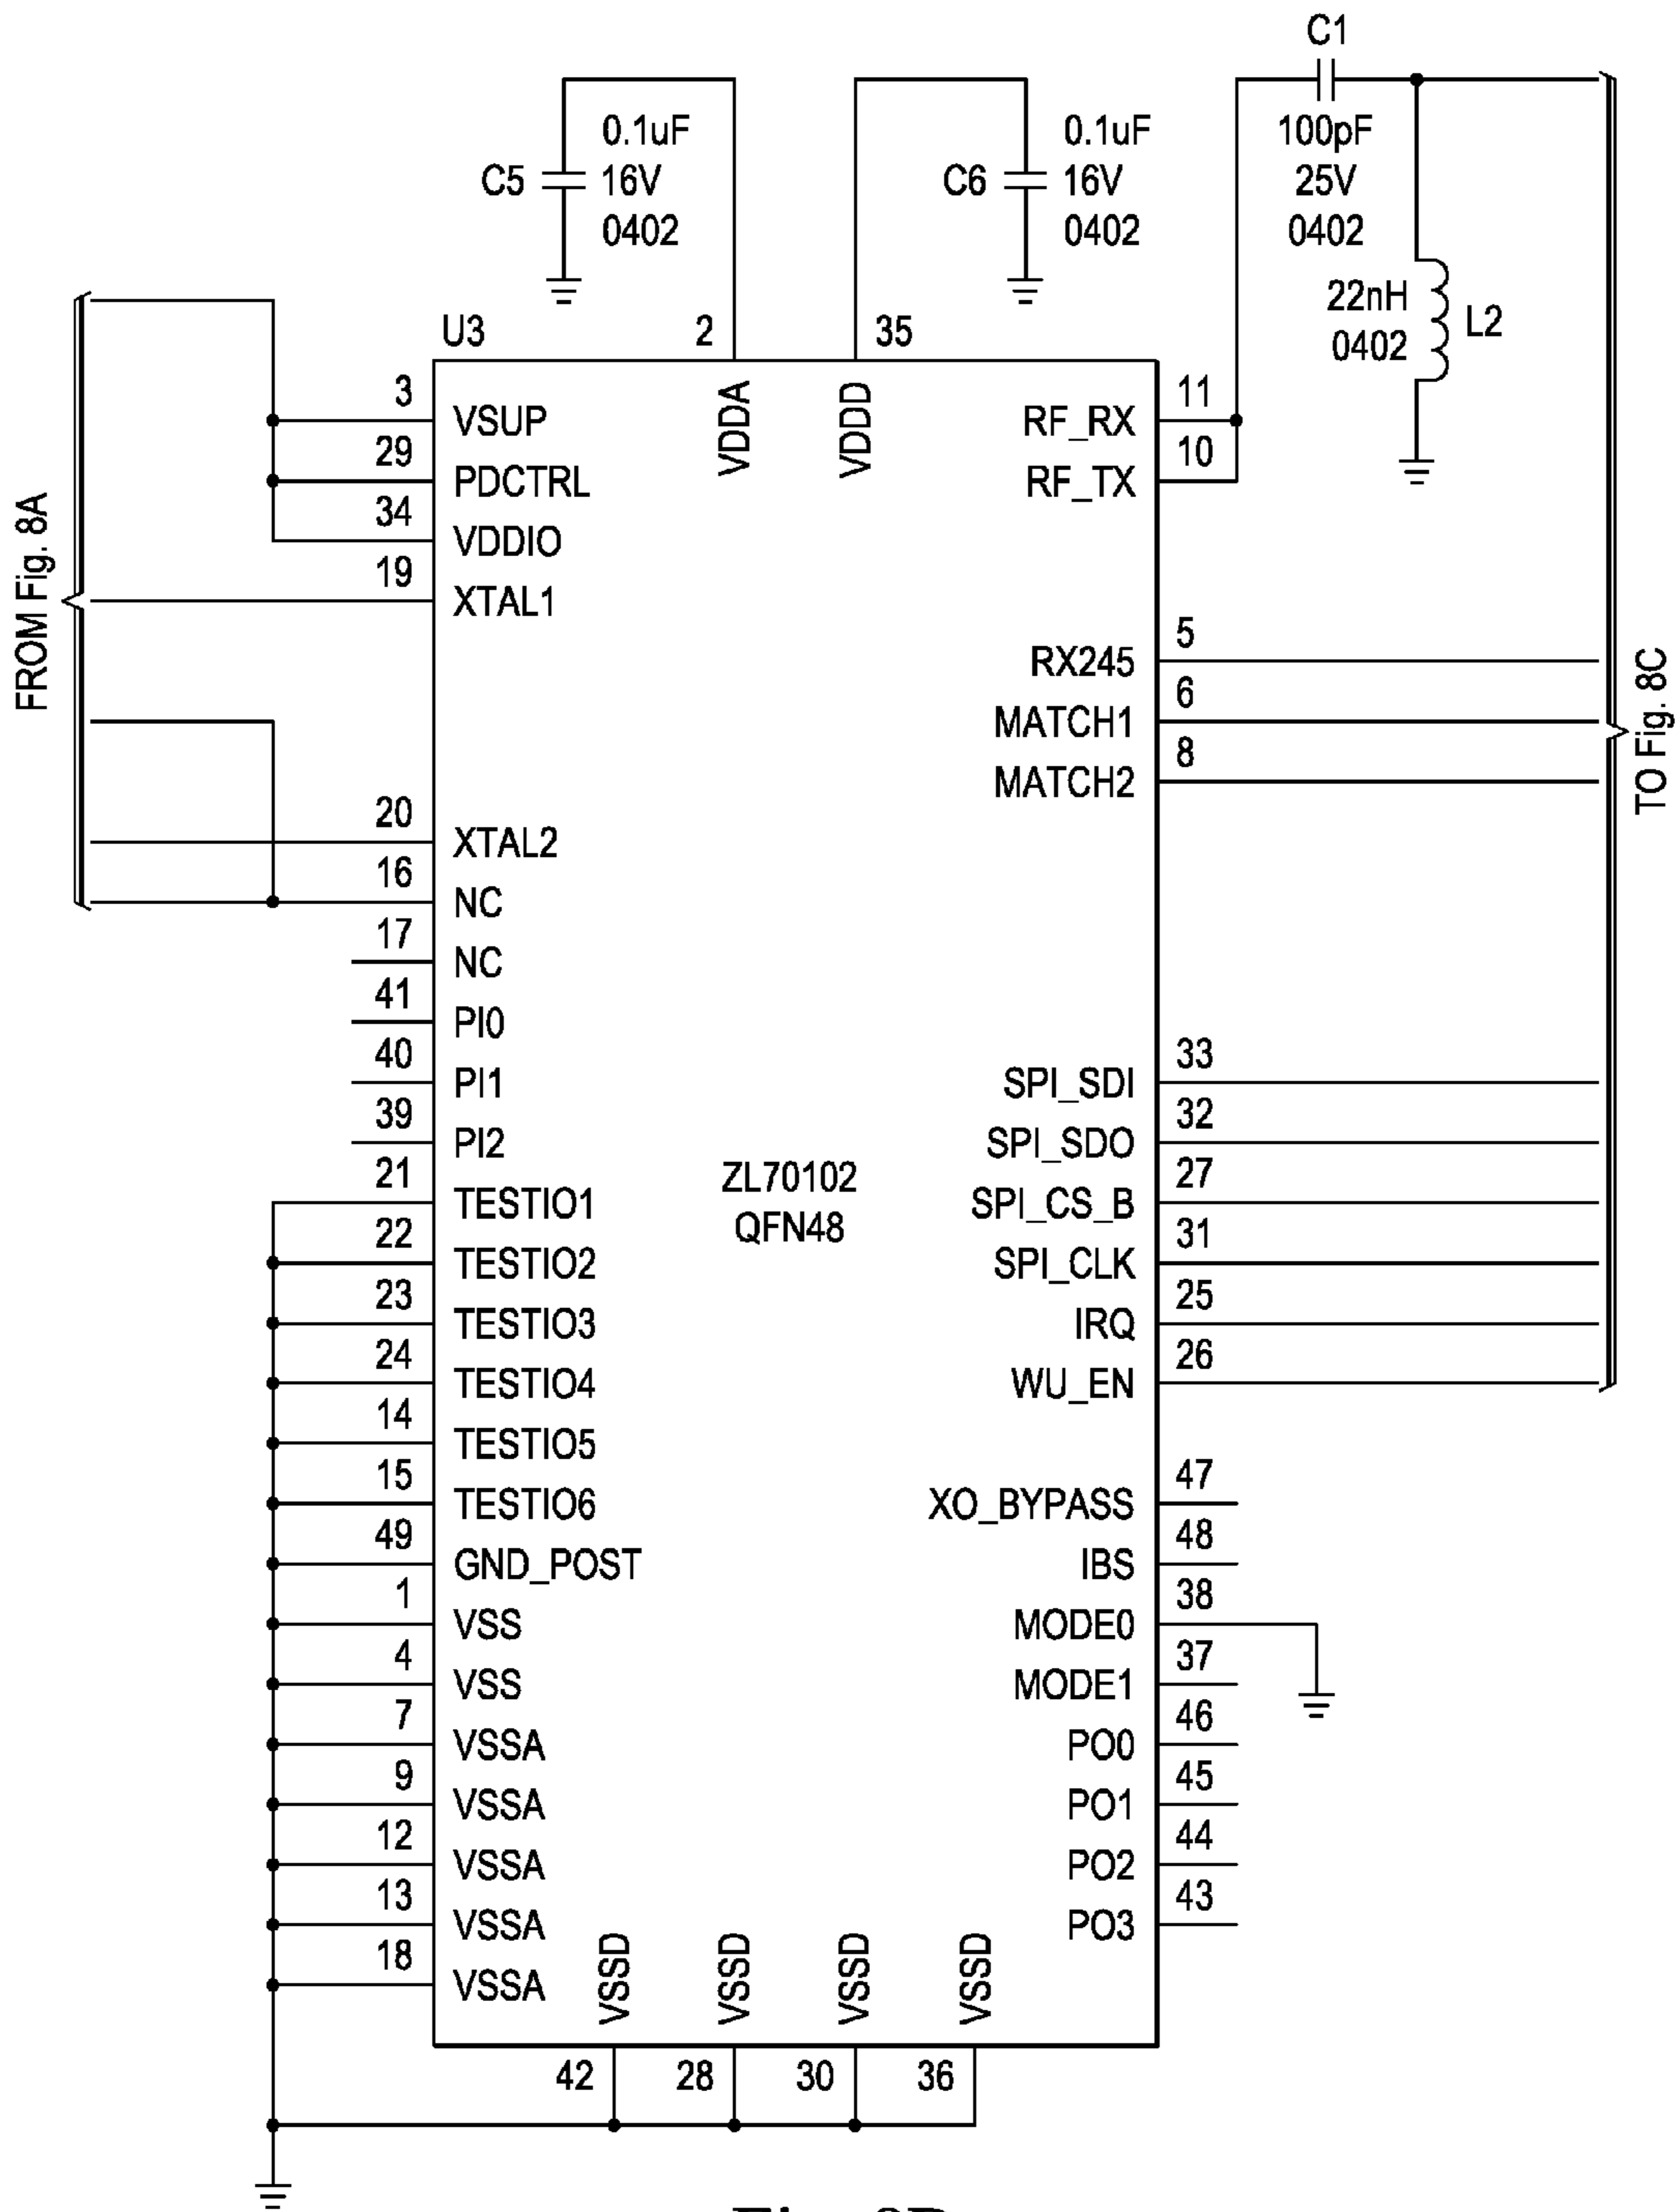 C1
0.1uF
C5 16V
0402
0.1uF
C6 16V
0402
100pF
25V
0402
22nH
0402
L2
FROM Fig. 8A
TO Fig. 8C
U3
2
VDDA
35
VDDD
3
VSUP
29
PDCTRL
34
VDDIO
19
XTAL1
20
XTAL2
16
NC
17
NC
41
PI0
40
PI1
39
PI2
21
TESTIO1
22
TESTIO2
23
TESTIO3
24
TESTIO4
14
TESTIO5
15
TESTIO6
49
GND_POST
1
VSS
4
VSS
7
VSSA
9
VSSA
12
VSSA
13
VSSA
18
VSSA
ZL70102
QFN48
11
RF_RX
10
RF_TX
5
RX245
6
MATCH1
8
MATCH2
33
SPI_SDI
32
SPI_SDO
27
SPI_CS_B
31
SPI_CLK
25
IRQ
26
WU_EN
47
XO_BYPASS
48
IBS
38
MODE0
37
MODE1
46
PO0
45
PO1
44
PO2
43
PO3
VSSD
VSSD
VSSD
VSSD
42
28
30
36